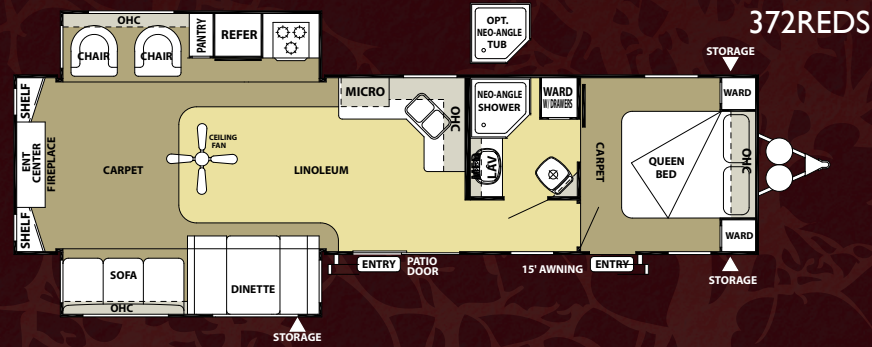 372REDS
OHC
CHAIR
CHAIR
PANTRY
REFER
OPT.
NEO-ANGLE
TUB
STORAGE
SHELF
ENT
CENTER
FIREPLACE
SHELF
CARPET
CEILING
FAN
LINOLEUM
MICRO
OHC
NEO-ANGLE
SHOWER
WARD
W/ DRAWERS
MED
LAV
CARPET
QUEEN
BED
WARD
OHC
WARD
SOFA
OHC
DINETTE
STORAGE
ENTRY
PATIO
DOOR
15' AWNING
ENTRY
STORAGE